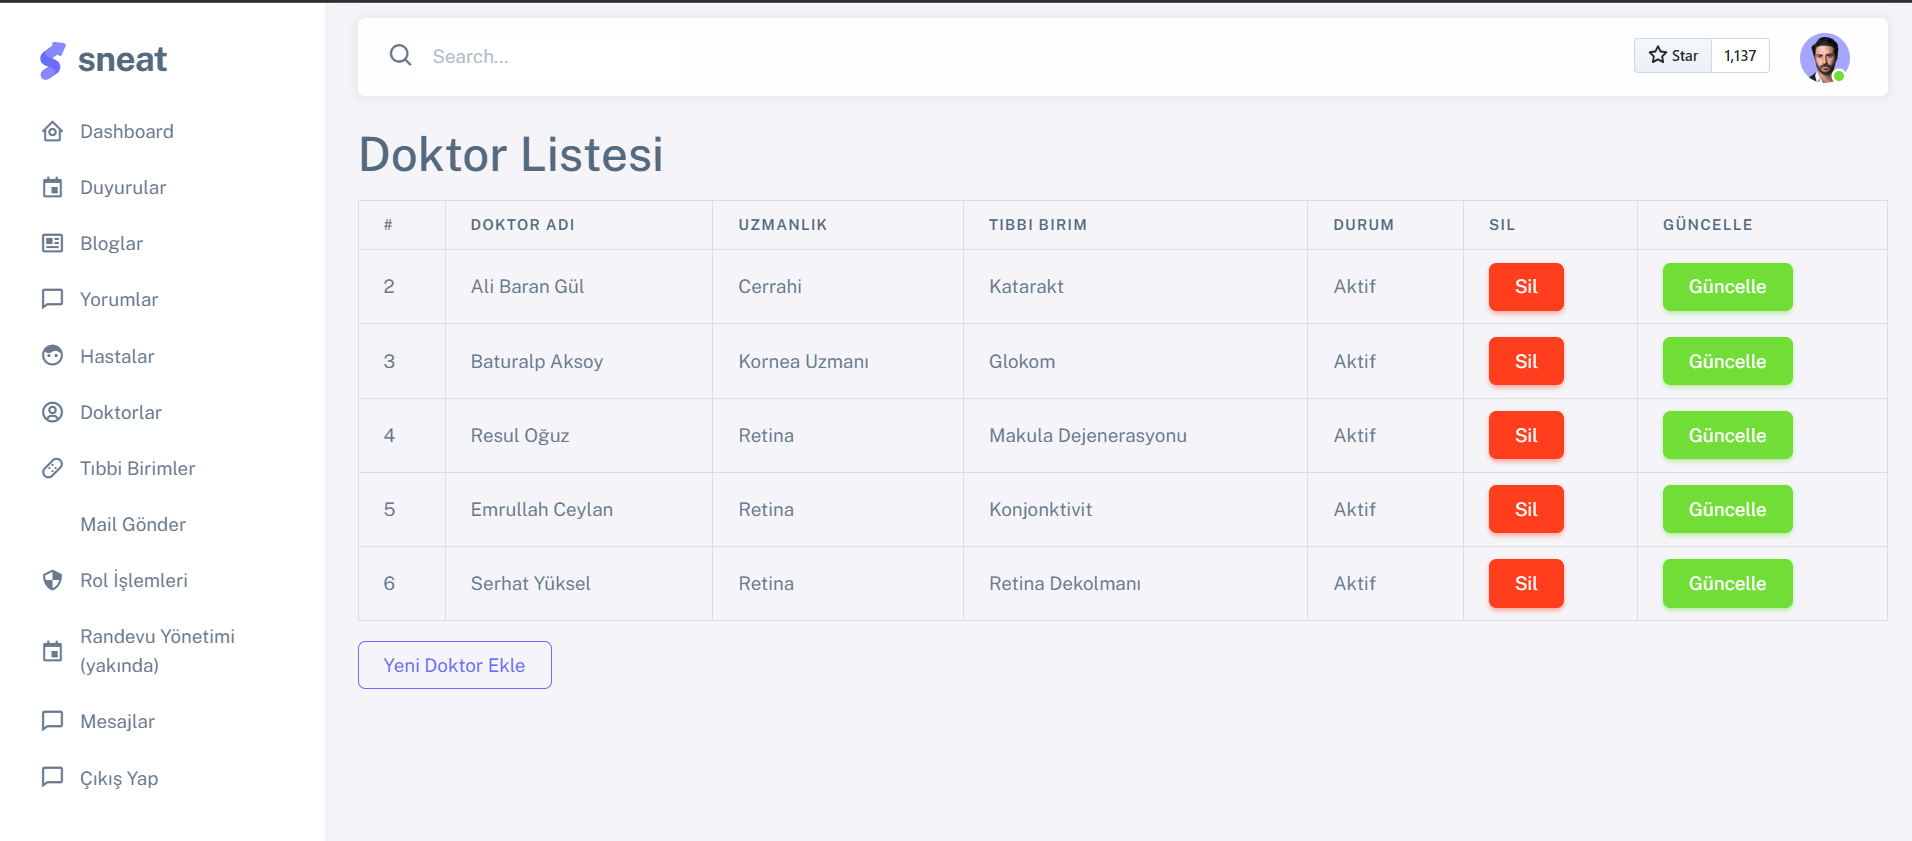 sneat
Dashboard
Duyurular
Bloglar
Yorumlar
Hastalar
Doktorlar
Tıbbi Birimler
Mail Gönder
Rol İşlemleri
Randevu Yönetimi
(yakında)
Mesajlar
Çıkış Yap
Search...
Star 1,137
Doktor Listesi
# DOKTOR ADI UZMANLIK TIBBI BIRIM DURUM SIL GÜNCELLE
2 Ali Baran Gül Cerrahi Katarakt Aktif Sil Güncelle
3 Baturalp Aksoy Kornea Uzmanı Glokom Aktif Sil Güncelle
4 Resul Oğuz Retina Makula Dejenerasyonu Aktif Sil Güncelle
5 Emrullah Ceylan Retina Konjonktivit Aktif Sil Güncelle
6 Serhat Yüksel Retina Retina Dekolmanı Aktif Sil Güncelle
Yeni Doktor Ekle